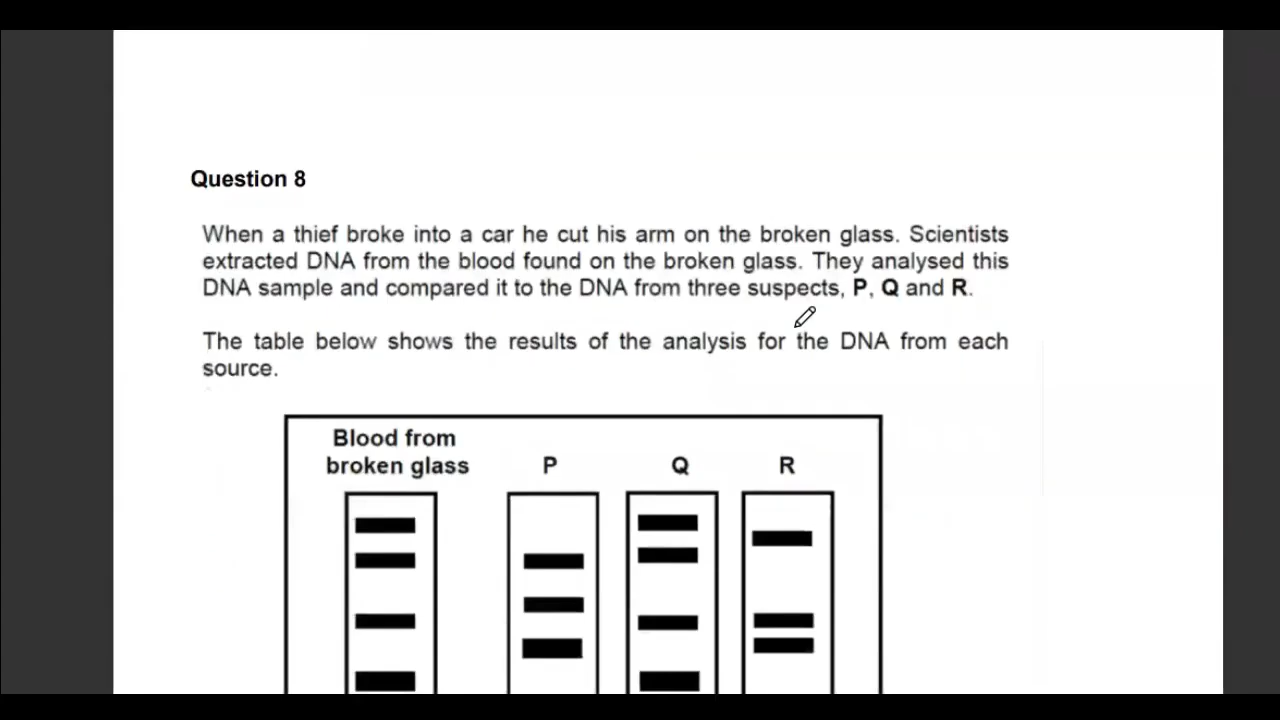 Question 8
When a thief broke into a car he cut his arm on the broken glass. Scientists
extracted DNA from the blood found on the broken glass. They analysed this
DNA sample and compared it to the DNA from three suspects, P, Q and R.
The table below shows the results of the analysis for the DNA from each
source.
Blood from
broken glass P Q R